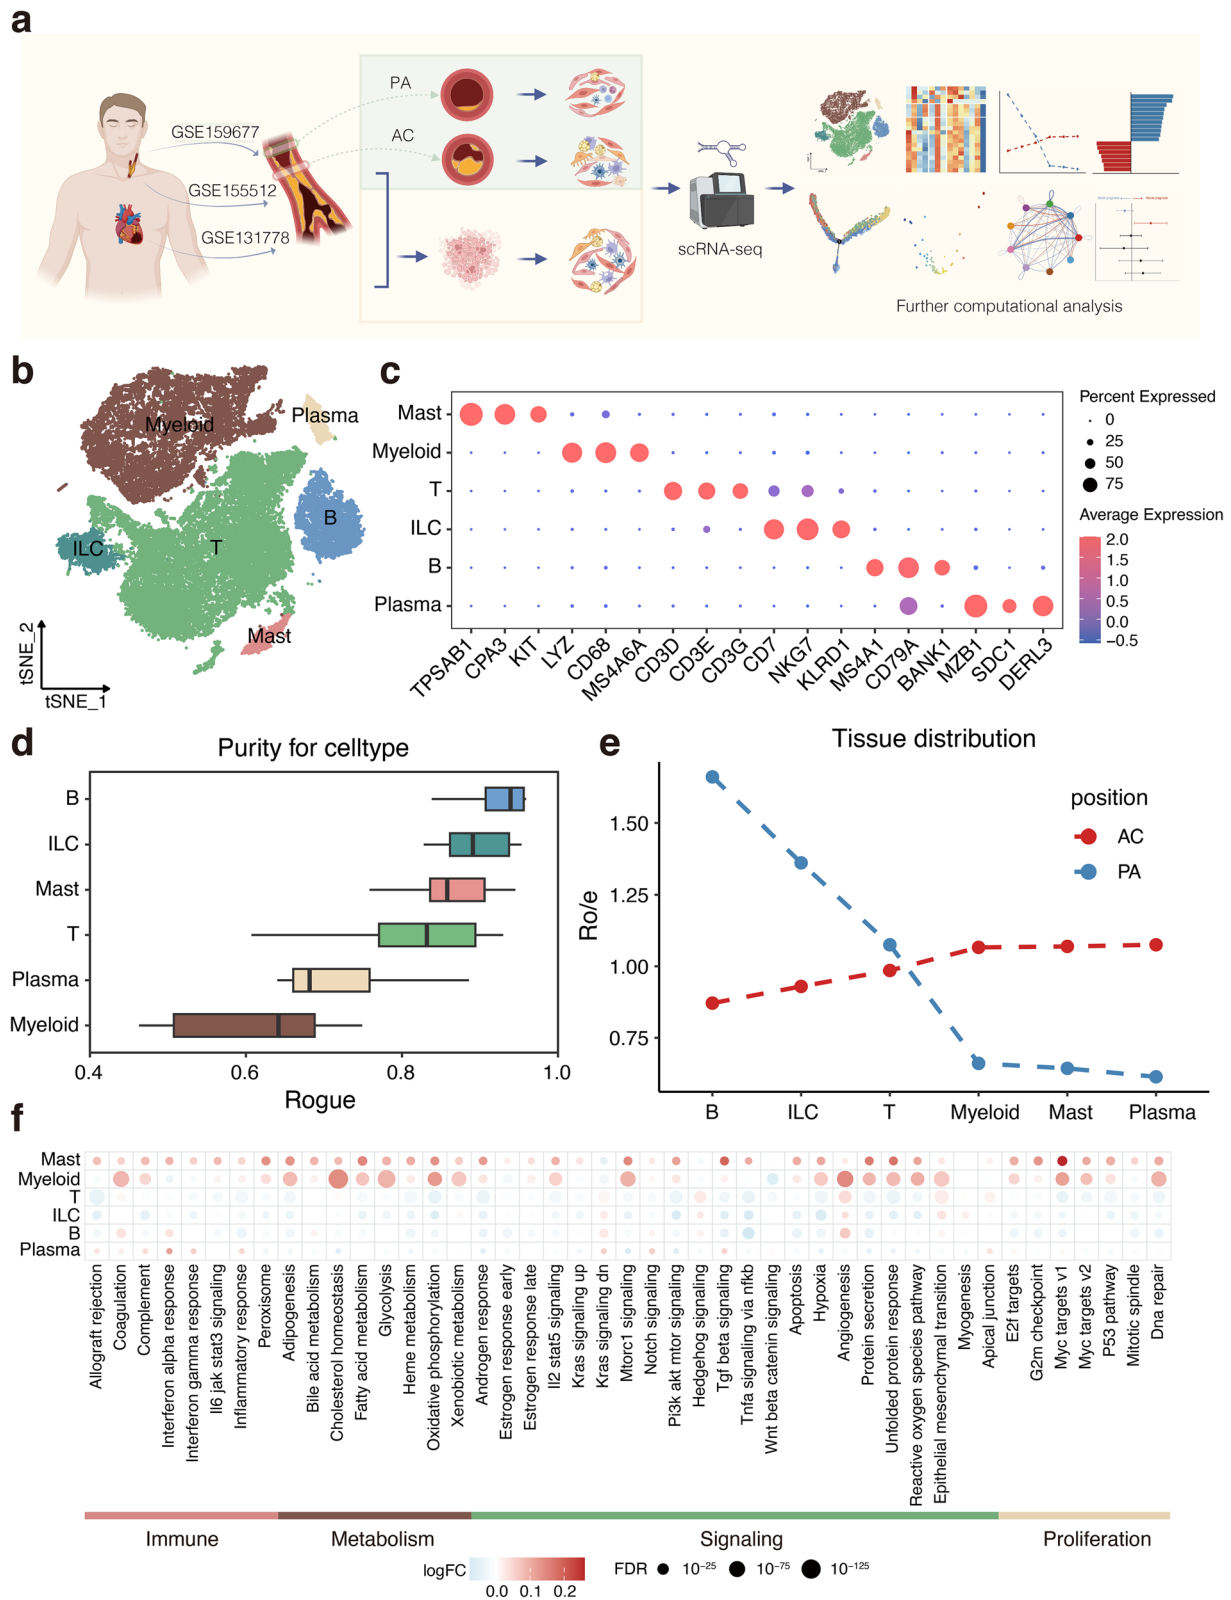 a
PA
AC
GSE159677
GSE155512
GSE131778
scRNA-seq
Further computational analysis
b
Myeloid
Plasma
B
ILC
T
Mast
tSNE_2
tSNE_1
c
Mast
Myeloid
T
ILC
B
Plasma
TPSAB1
CPA3
KIT
LYZ
CD68
MS4A6A
CD3D
CD3E
CD3G
CD7
NKG7
KLRD1
MS4A1
CD79A
BANK1
MZB1
SDC1
DERL3
Percent Expressed
0
25
50
75
Average Expression
2.0
1.5
1.0
0.5
0.0
−0.5
d
Purity for celltype
B
ILC
Mast
T
Plasma
Myeloid
0.4 0.6 0.8 1.0
Rogue
e
Tissue distribution
position
AC
PA
Ro/e
1.50
1.25
1.00
0.75
B ILC T Myeloid Mast Plasma
f
Mast
Myeloid
T
ILC
B
Plasma
Allograft rejection
Coagulation
Complement
Interferon alpha response
Interferon gamma response
Il6 jak stat3 signaling
Inflammatory response
Peroxisome
Adipogenesis
Bile acid metabolism
Cholesterol homeostasis
Fatty acid metabolism
Glycolysis
Heme metabolism
Oxidative phosphorylation
Xenobiotic metabolism
Androgen response
Estrogen response early
Estrogen response late
Il2 stat5 signaling
Kras signaling up
Kras signaling dn
Mtorc1 signaling
Notch signaling
Pi3k akt mtor signaling
Hedgehog signaling
Tgf beta signaling
Tnfa signaling via nfkb
Wnt beta catenin signaling
Apoptosis
Hypoxia
Angiogenesis
Protein secretion
Unfolded protein response
Reactive oxygen species pathway
Epithelial mesenchymal transition
Myogenesis
Apical junction
E2f targets
G2m checkpoint
Myc targets v1
Myc targets v2
P53 pathway
Mitotic spindle
Dna repair
Immune Metabolism Signaling Proliferation
logFC
0.0 0.1 0.2
FDR 10−25 10−75 10−125